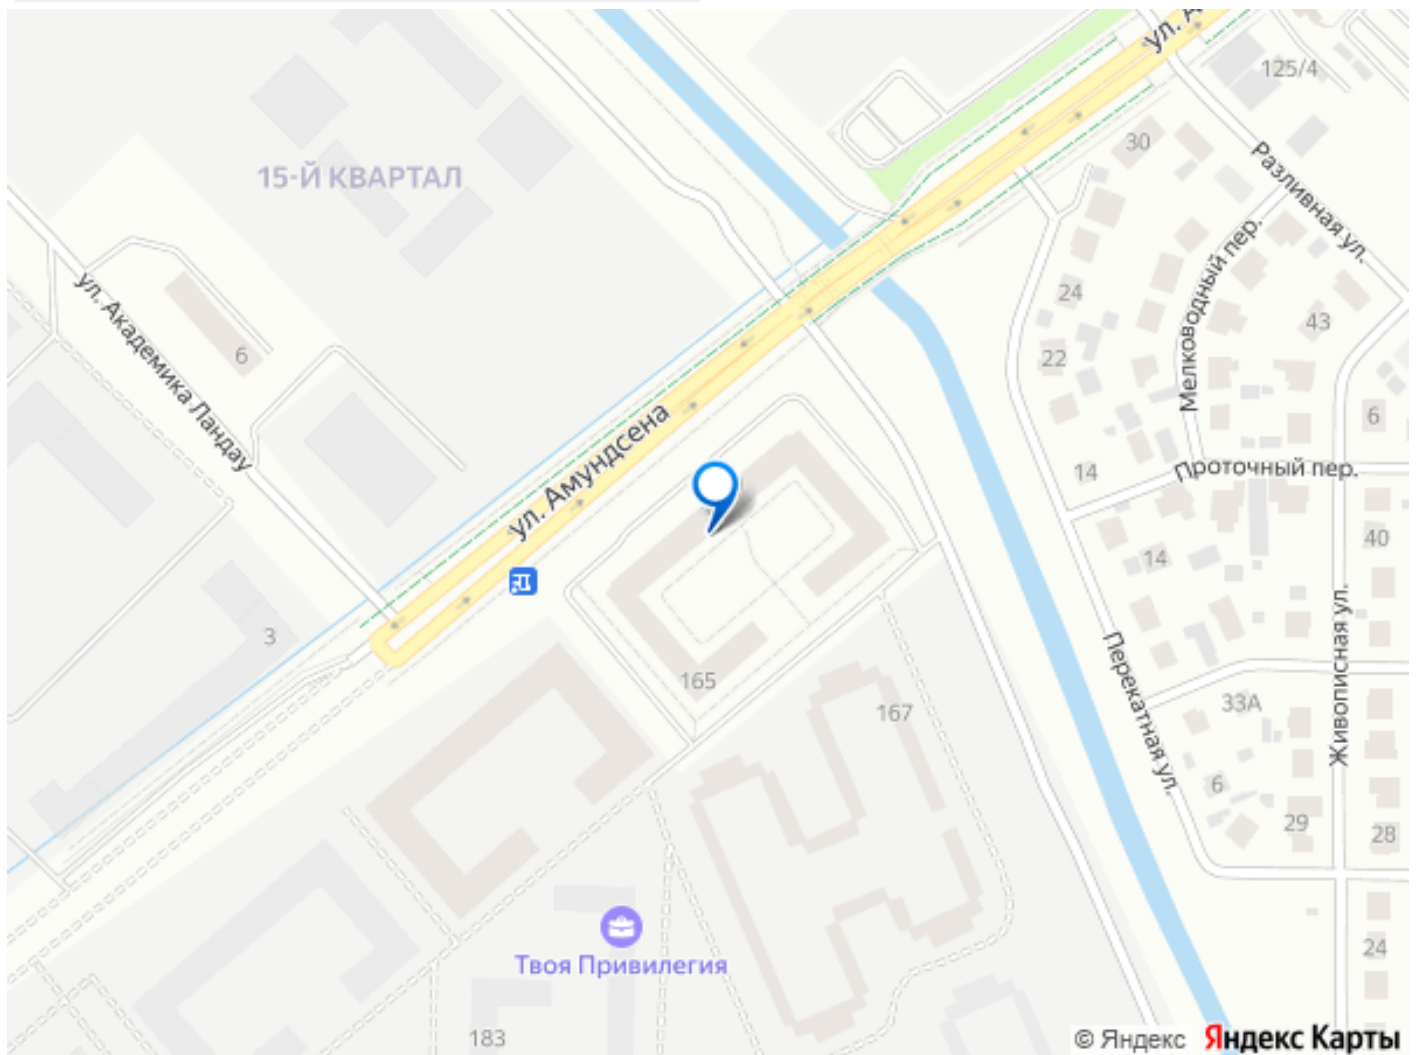 ул. А
125/4
30
15-Й КВАРТАЛ
Разливная ул.
Мелководный пер.
ул. Академика Ландау
24
43
6
22
6
ул. Амундсена
14
Проточный пер.
40
14
3
Живописная ул.
165
Перекатная ул.
167
33А
6
29
28
Твоя Привилегия
24
183
© Яндекс Яндекс Карты